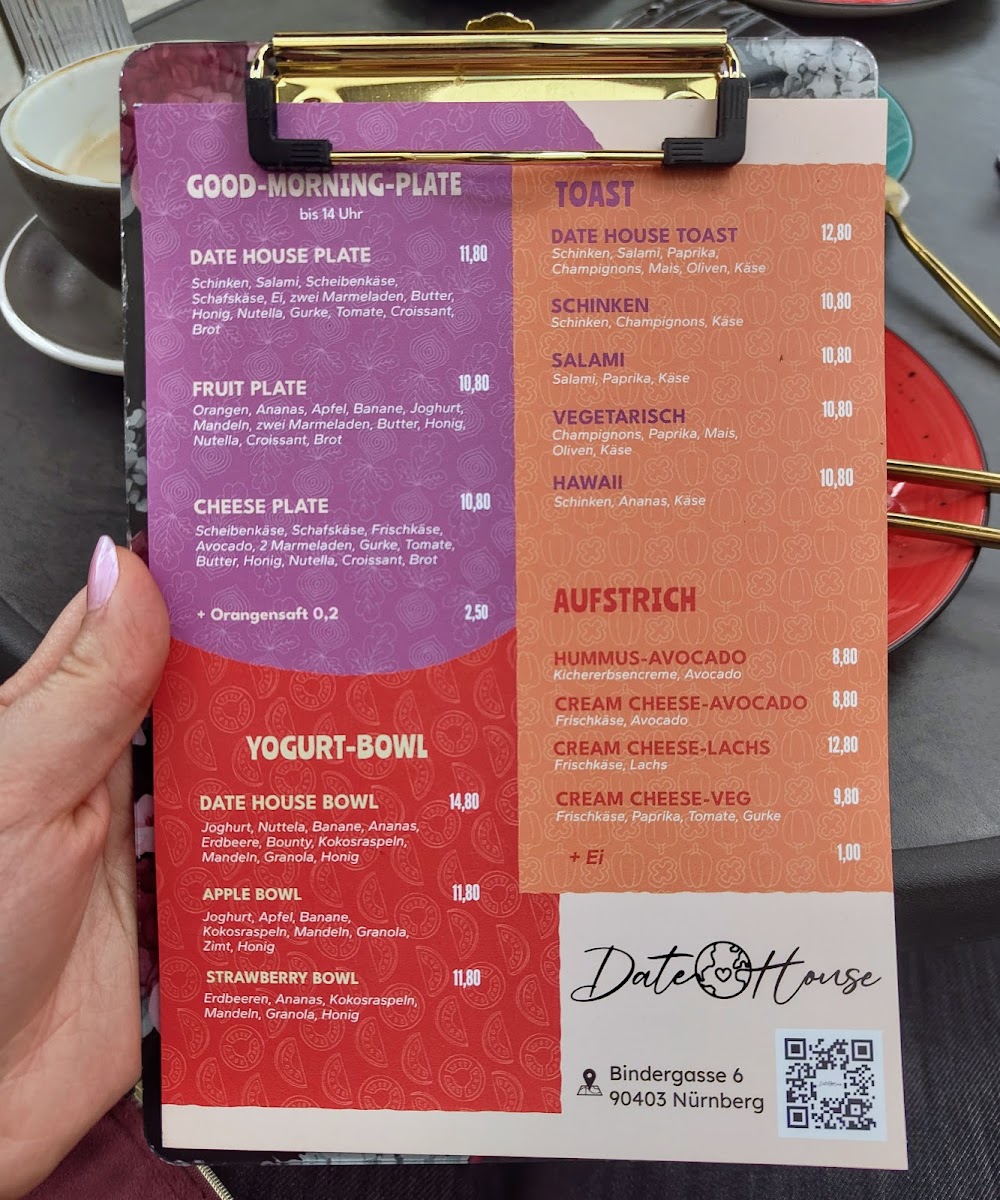 GOOD-MORNING-PLATE
bis 14 Uhr
DATE HOUSE PLATE 11,80
Schinken, Salami, Scheibenkäse,
Schafskäse, Ei, zwei Marmeladen, Butter,
Honig, Nutella, Gurke, Tomate, Croissant,
Brot
FRUIT PLATE 10,80
Orangen, Ananas, Apfel, Banane, Joghurt,
Mandeln, zwei Marmeladen, Butter, Honig,
Nutella, Croissant, Brot
CHEESE PLATE 10,80
Scheibenkäse, Schafskäse, Frischkäse,
Avocado, 2 Marmeladen, Gurke, Tomate,
Butter, Honig, Nutella, Croissant, Brot
+ Orangensaft 0,2 2,50
YOGURT-BOWL
DATE HOUSE BOWL 14,80
Joghurt, Nuttela, Banane, Ananas,
Erdbeere, Bounty, Kokosraspeln,
Mandeln, Granola, Honig
APPLE BOWL 11,80
Joghurt, Apfel, Banane,
Kokosraspeln, Mandeln, Granola,
Zimt, Honig
STRAWBERRY BOWL 11,80
Erdbeeren, Ananas, Kokosraspeln,
Mandeln, Granola, Honig
TOAST
DATE HOUSE TOAST 12,80
Schinken, Salami, Paprika,
Champignons, Mais, Oliven, Käse
SCHINKEN 10,80
Schinken, Champignons, Käse
SALAMI 10,80
Salami, Paprika, Käse
VEGETARISCH 10,80
Champignons, Paprika, Mais,
Oliven, Käse
HAWAII 10,80
Schinken, Ananas, Käse
AUFSTRICH
HUMMUS-AVOCADO 8,80
Kichererbsencreme, Avocado
CREAM CHEESE-AVOCADO 8,80
Frischkäse, Avocado
CREAM CHEESE-LACHS 12,80
Frischkäse, Lachs
CREAM CHEESE-VEG 9,80
Frischkäse, Paprika, Tomate, Gurke
+ Ei 1,00
Date House
Bindergasse 6
90403 Nürnberg